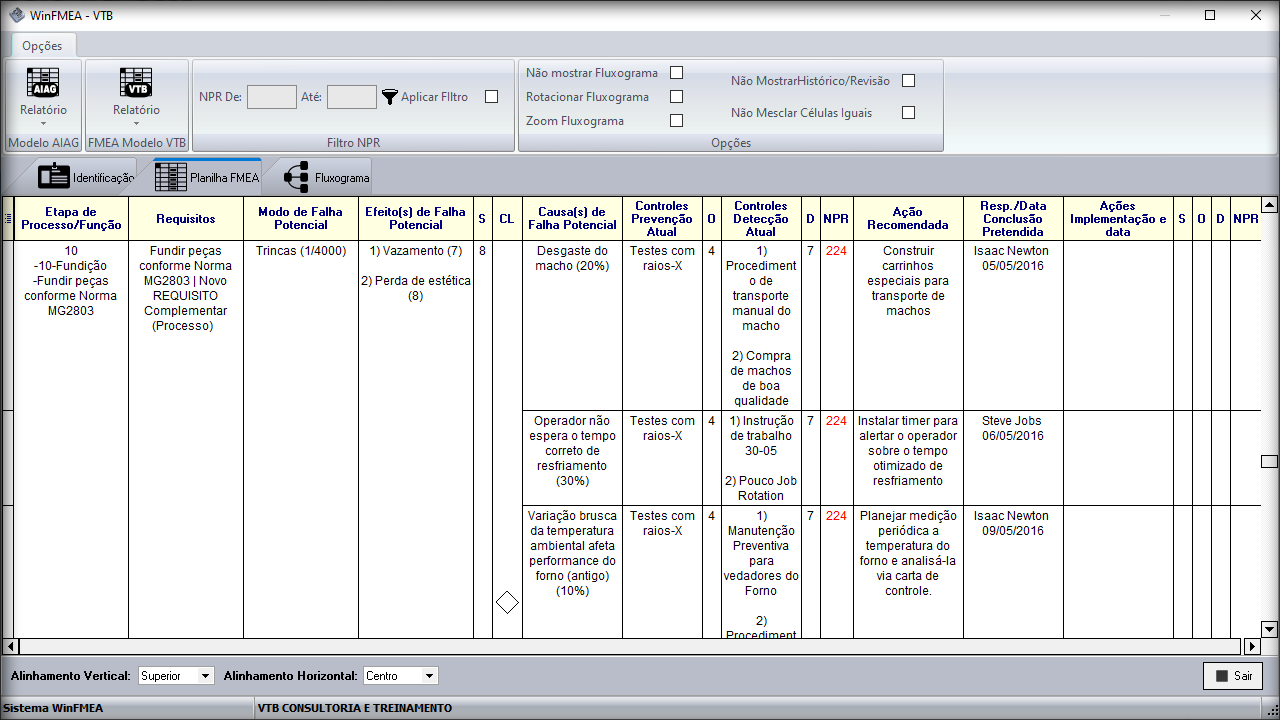 WinFMEA - VTB
Opções
AIAG
Relatório
Modelo AIAG
VTB
Relatório
FMEA Modelo VTB
NPR De:
Até:
Aplicar FIltro
Filtro NPR
Não mostrar Fluxograma
Rotacionar Fluxograma
Zoom Fluxograma
Não MostrarHistórico/Revisão
Não Mesclar Células Iguais
Opções
Identificação
Planilha FMEA
Fluxograma
Etapa de
Processo/Função
Requisitos
Modo de Falha
Potencial
Efeito(s) de Falha
Potencial
S
CL
Causa(s) de
Falha Potencial
Controles
Prevenção
Atual
O
Controles
Detecção
Atual
D
NPR
Ação
Recomendada
Resp./Data
Conclusão
Pretendida
Ações
Implementação e
data
S
O
D
NPR
10
-10-Fundição
-Fundir peças
conforme Norma
MG2803
Fundir peças
conforme Norma
MG2803 | Novo
REQUISITO
Complementar
(Processo)
Trincas (1/4000)
1) Vazamento (7)
2) Perda de estética
(8)
8
Desgaste do
macho (20%)
Testes com
raios-X
4
1)
Procediment
o de
transporte
manual do
macho
2) Compra
de machos
de boa
qualidade
7
224
Construir
carrinhos
especiais para
transporte de
machos
Isaac Newton
05/05/2016
Operador não
espera o tempo
correto de
resfriamento
(30%)
Testes com
raios-X
4
1) Instrução
de trabalho
30-05
2) Pouco Job
Rotation
7
224
Instalar timer para
alertar o operador
sobre o tempo
otimizado de
resfriamento
Steve Jobs
06/05/2016
Variação brusca
da temperatura
ambiental afeta
performance do
forno (antigo)
(10%)
Testes com
raios-X
4
1)
Manutenção
Preventiva
para
vedadores do
Forno
2)
Procediment
7
224
Planejar medição
periódica a
temperatura do
forno e analisá-la
via carta de
controle.
Isaac Newton
09/05/2016
Alinhamento Vertical:
Superior
Alinhamento Horizontal:
Centro
Sair
Sistema WinFMEA
VTB CONSULTORIA E TREINAMENTO